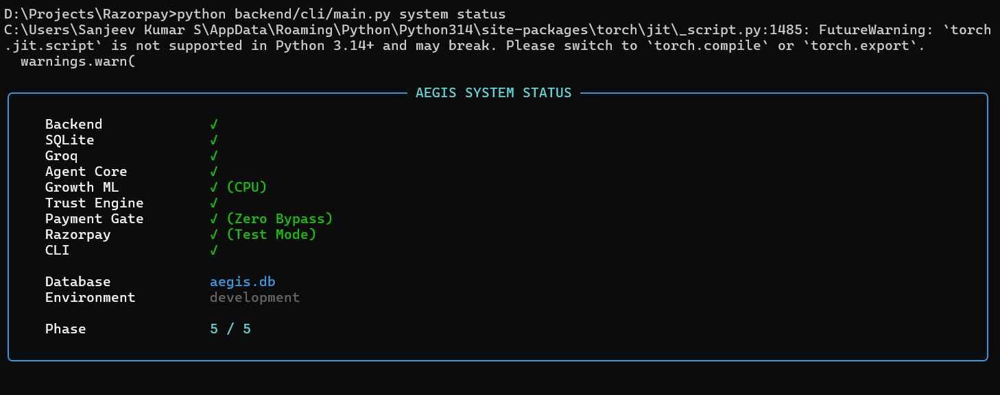 D:\Projects\Razorpay>python backend/cli/main.py system status
C:\Users\Sanjeev Kumar S\AppData\Roaming\Python\Python314\site-packages\torch\jit\_script.py:1485: FutureWarning: `torch
.jit.script` is not supported in Python 3.14+ and may break. Please switch to `torch.compile` or `torch.export`.
  warnings.warn(
AEGIS SYSTEM STATUS
Backend √
SQLite √
Groq √
Agent Core √
Growth ML √ (CPU)
Trust Engine √
Payment Gate √ (Zero Bypass)
Razorpay √ (Test Mode)
CLI √
Database aegis.db
Environment development
Phase 5 / 5